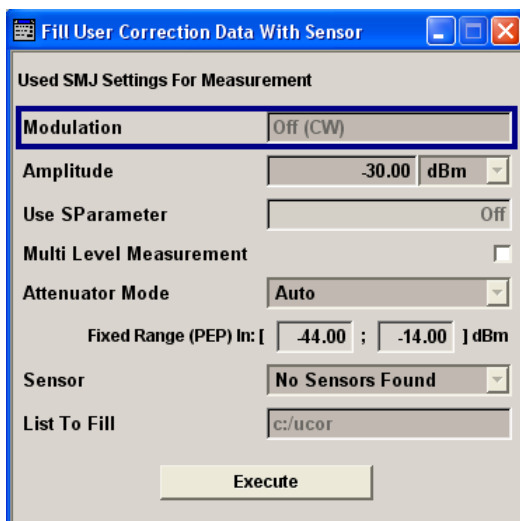 Fill User Correction Data With Sensor
Used SMJ Settings For Measurement
Modulation Off (CW)
Amplitude -30.00 dBm
Use SParameter Off
Multi Level Measurement
Attenuator Mode Auto
Fixed Range (PEP) In: [ -44.00 ; -14.00 ] dBm
Sensor No Sensors Found
List To Fill c:/ucor
Execute